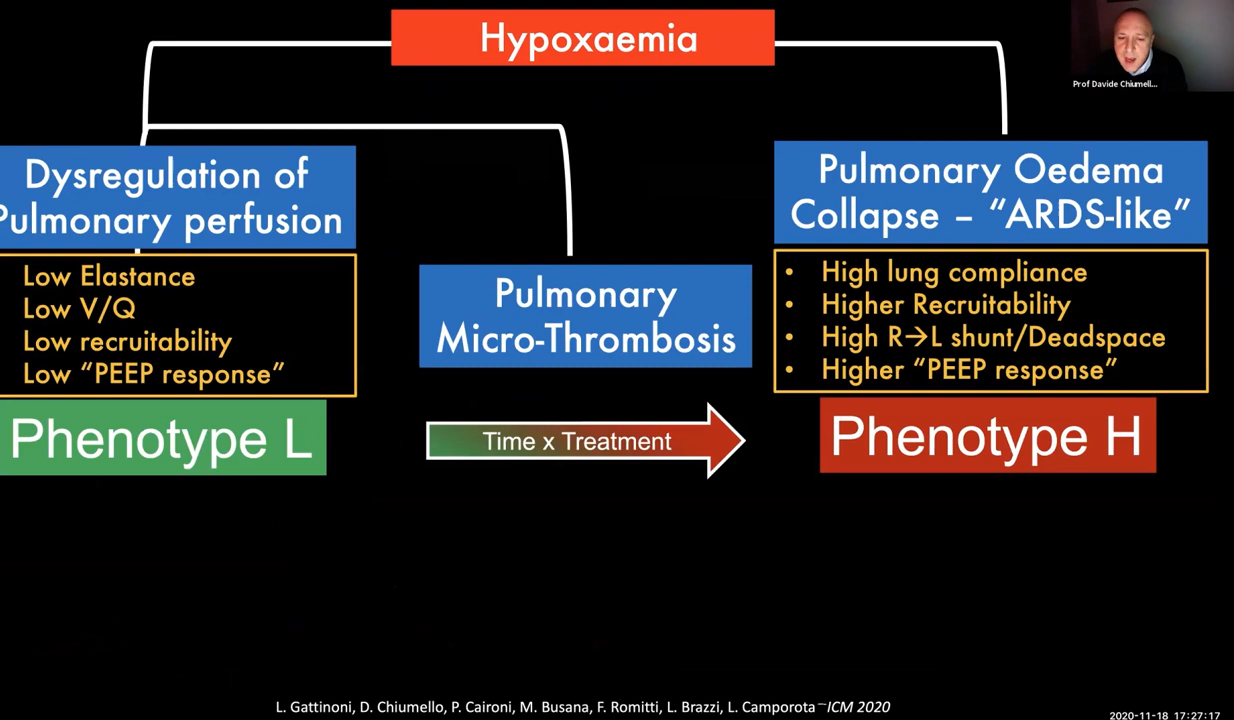 Hypoxaemia
Prof Davide Chiumell...
Dysregulation of
Pulmonary perfusion
Low Elastance
Low V/Q
Low recruitability
Low “PEEP response”
Phenotype L
Pulmonary
Micro-Thrombosis
Time x Treatment
Pulmonary Oedema
Collapse – “ARDS-like”
• High lung compliance
• Higher Recruitability
• High R→L shunt/Deadspace
• Higher “PEEP response”
Phenotype H
L. Gattinoni, D. Chiumello, P. Caironi, M. Busana, F. Romitti, L. Brazzi, L. Camporota – ICM 2020
2020-11-18 17:27:17